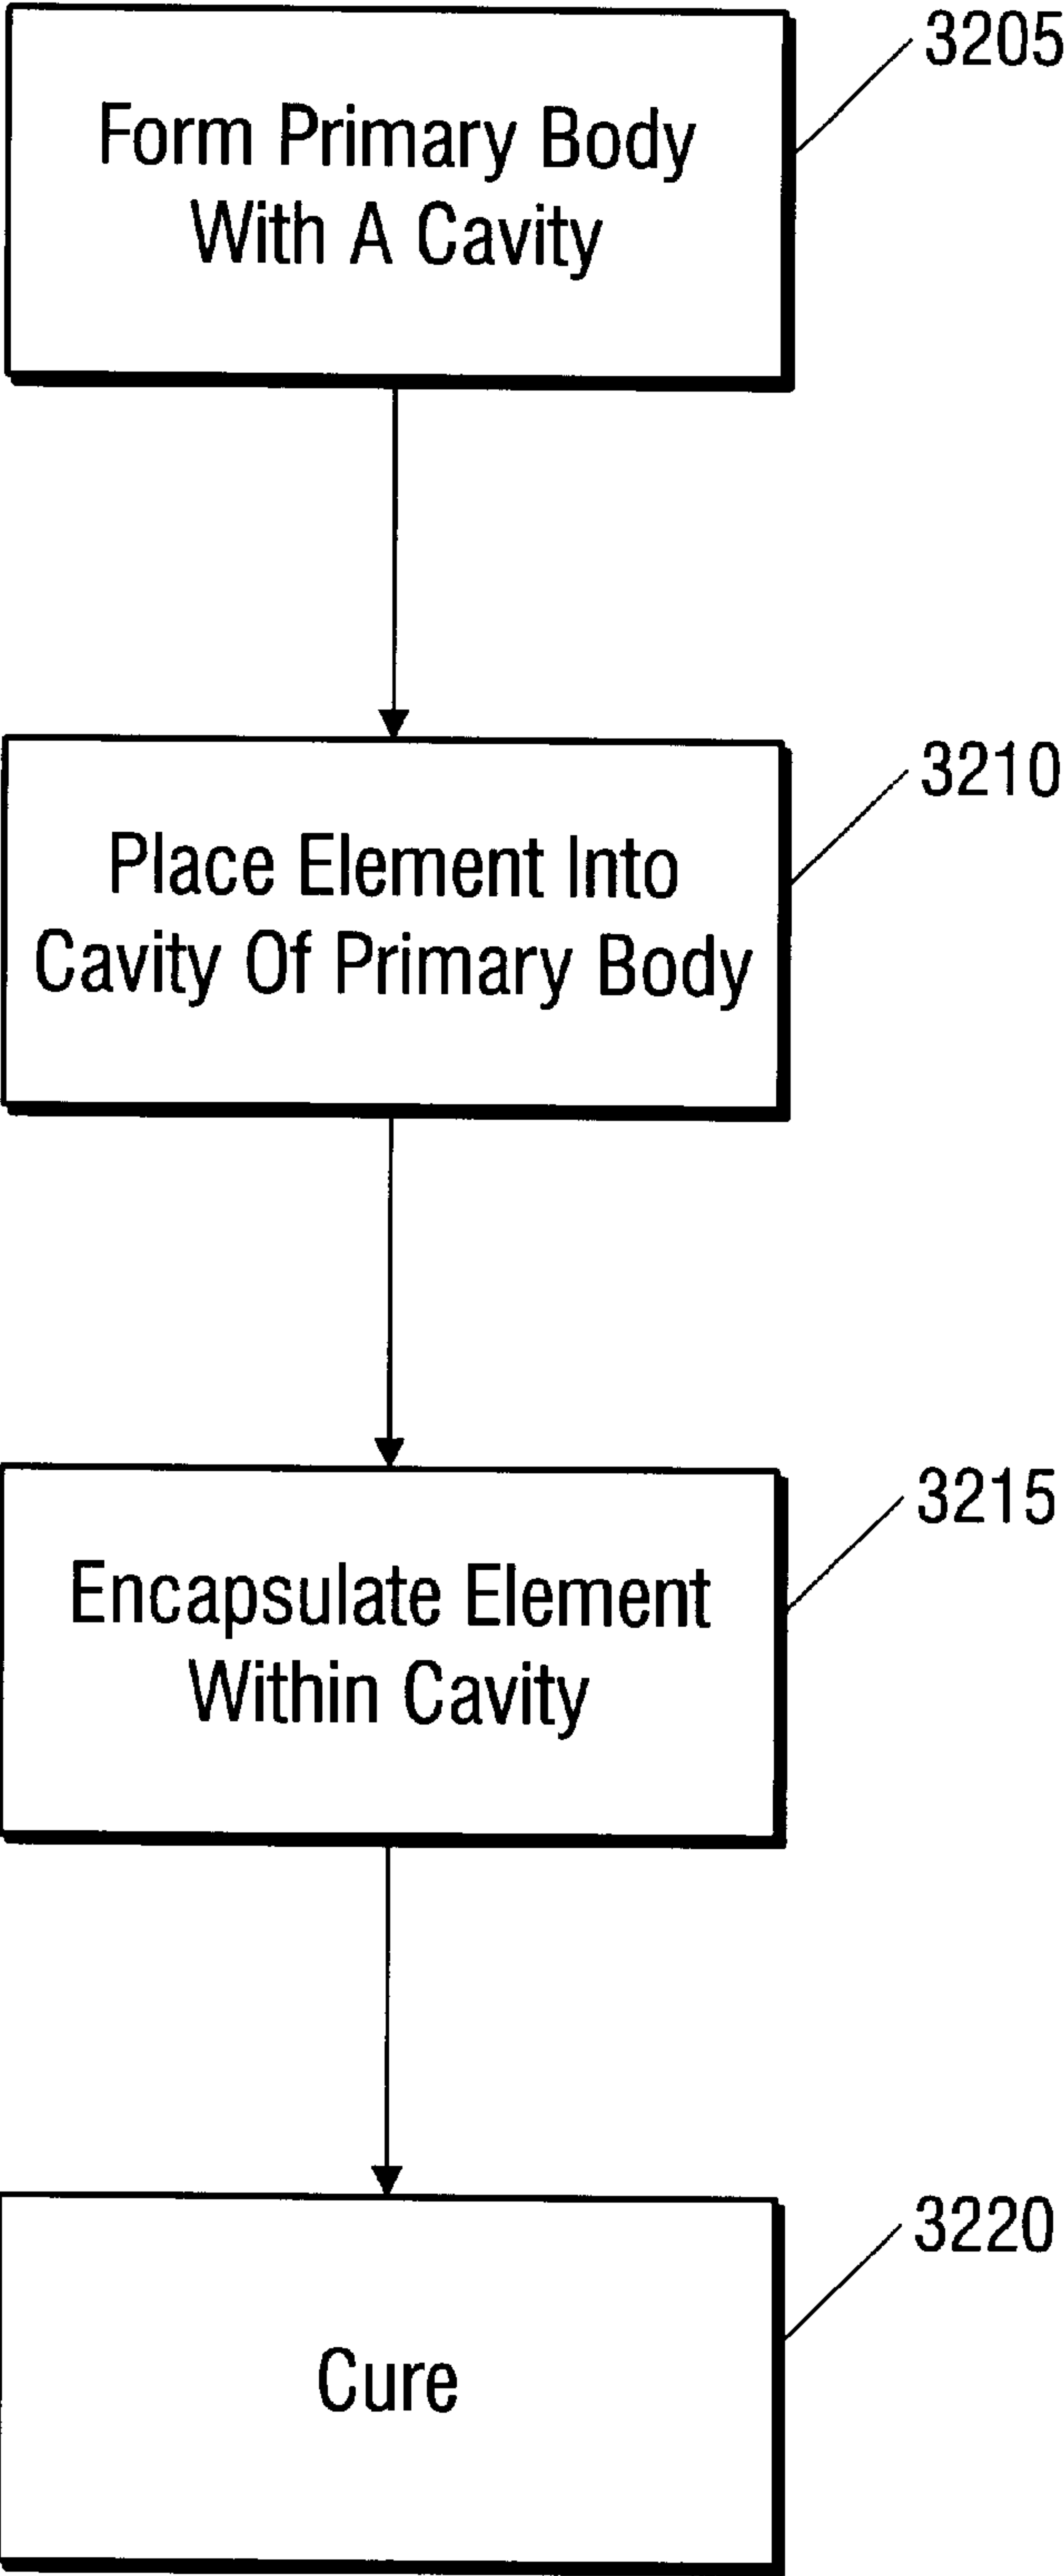 3205
Form Primary Body
With A Cavity
3210
Place Element Into
Cavity Of Primary Body
3215
Encapsulate Element
Within Cavity
3220
Cure